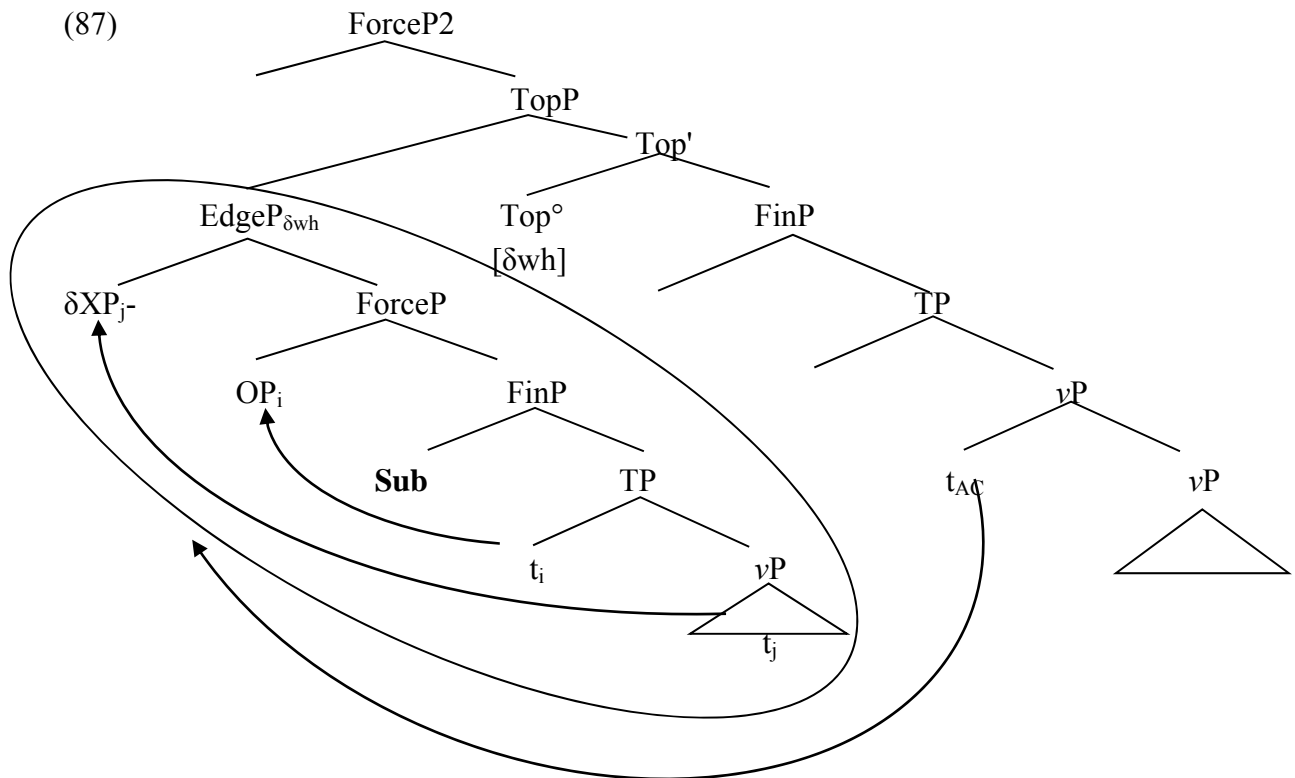 (87) ForceP2
TopP
Top'
EdgePδwh Top° FinP
[δwh]
δXPj- ForceP TP
OPi FinP vP
Sub TP tAC vP
ti vP
tj